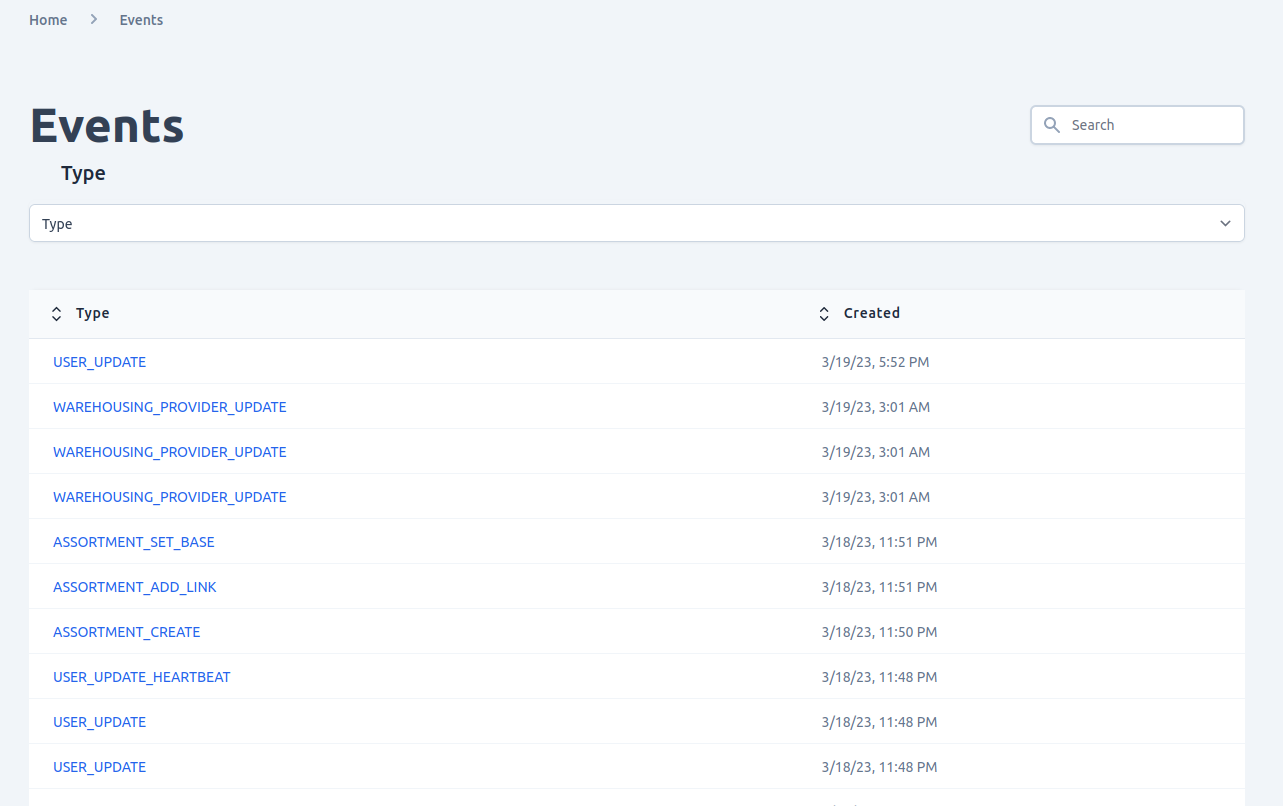 Home > Events
Events
Search
Type
Type
Type Created
USER_UPDATE 3/19/23, 5:52 PM
WAREHOUSING_PROVIDER_UPDATE 3/19/23, 3:01 AM
WAREHOUSING_PROVIDER_UPDATE 3/19/23, 3:01 AM
WAREHOUSING_PROVIDER_UPDATE 3/19/23, 3:01 AM
ASSORTMENT_SET_BASE 3/18/23, 11:51 PM
ASSORTMENT_ADD_LINK 3/18/23, 11:51 PM
ASSORTMENT_CREATE 3/18/23, 11:50 PM
USER_UPDATE_HEARTBEAT 3/18/23, 11:48 PM
USER_UPDATE 3/18/23, 11:48 PM
USER_UPDATE 3/18/23, 11:48 PM